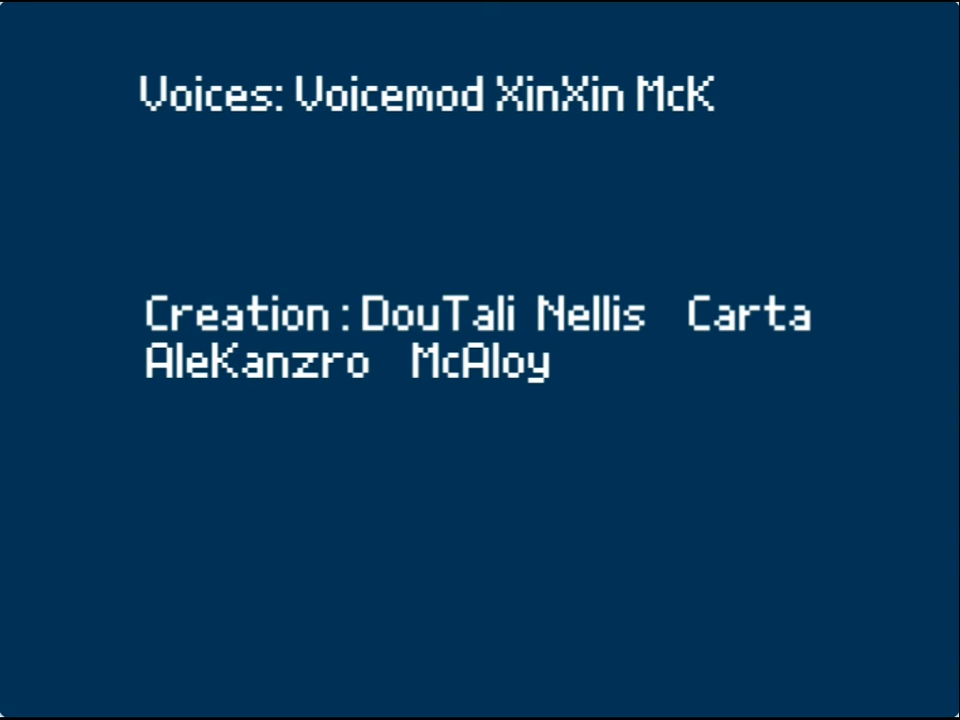 Voices: Voicemod XinXin McK
Creation : DouTali Nellis Carta
AleKanzro McAloy